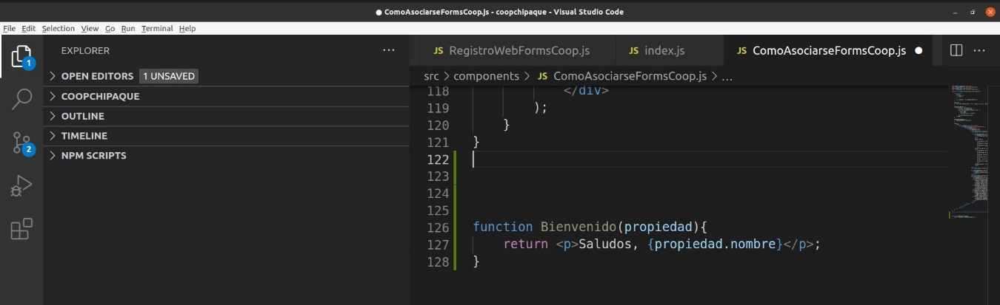 ● ComoAsociarseFormsCoop.js - coopchipaque - Visual Studio Code
File Edit Selection View Go Run Terminal Help
EXPLORER
OPEN EDITORS 1 UNSAVED
COOPCHIPAQUE
OUTLINE
TIMELINE
NPM SCRIPTS
1
2
JS RegistroWebFormsCoop.js JS index.js JS ComoAsociarseFormsCoop.js ●
src > components > JS ComoAsociarseFormsCoop.js > ...
118 </div>
119 );
120 }
121 }
122
123
124
125
126 function Bienvenido(propiedad){
127 return <p>Saludos, {propiedad.nombre}</p>;
128 }